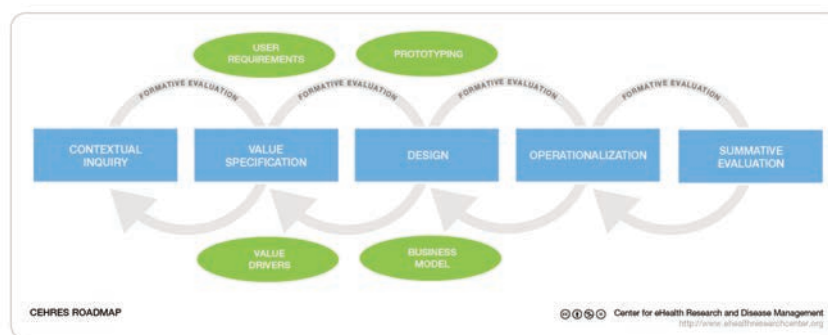 USER
REQUIREMENTS
PROTOTYPING
FORMATIVE EVALUATION
FORMATIVE EVALUATION
FORMATIVE EVALUATION
FORMATIVE EVALUATION
CONTEXTUAL
INQUIRY
VALUE
SPECIFICATION
DESIGN
OPERATIONALIZATION
SUMMATIVE
EVALUATION
VALUE
DRIVERS
BUSINESS
MODEL
CEHRES ROADMAP
Center for eHealth Research and Disease Management
http://www.ehealthresearchcenter.org